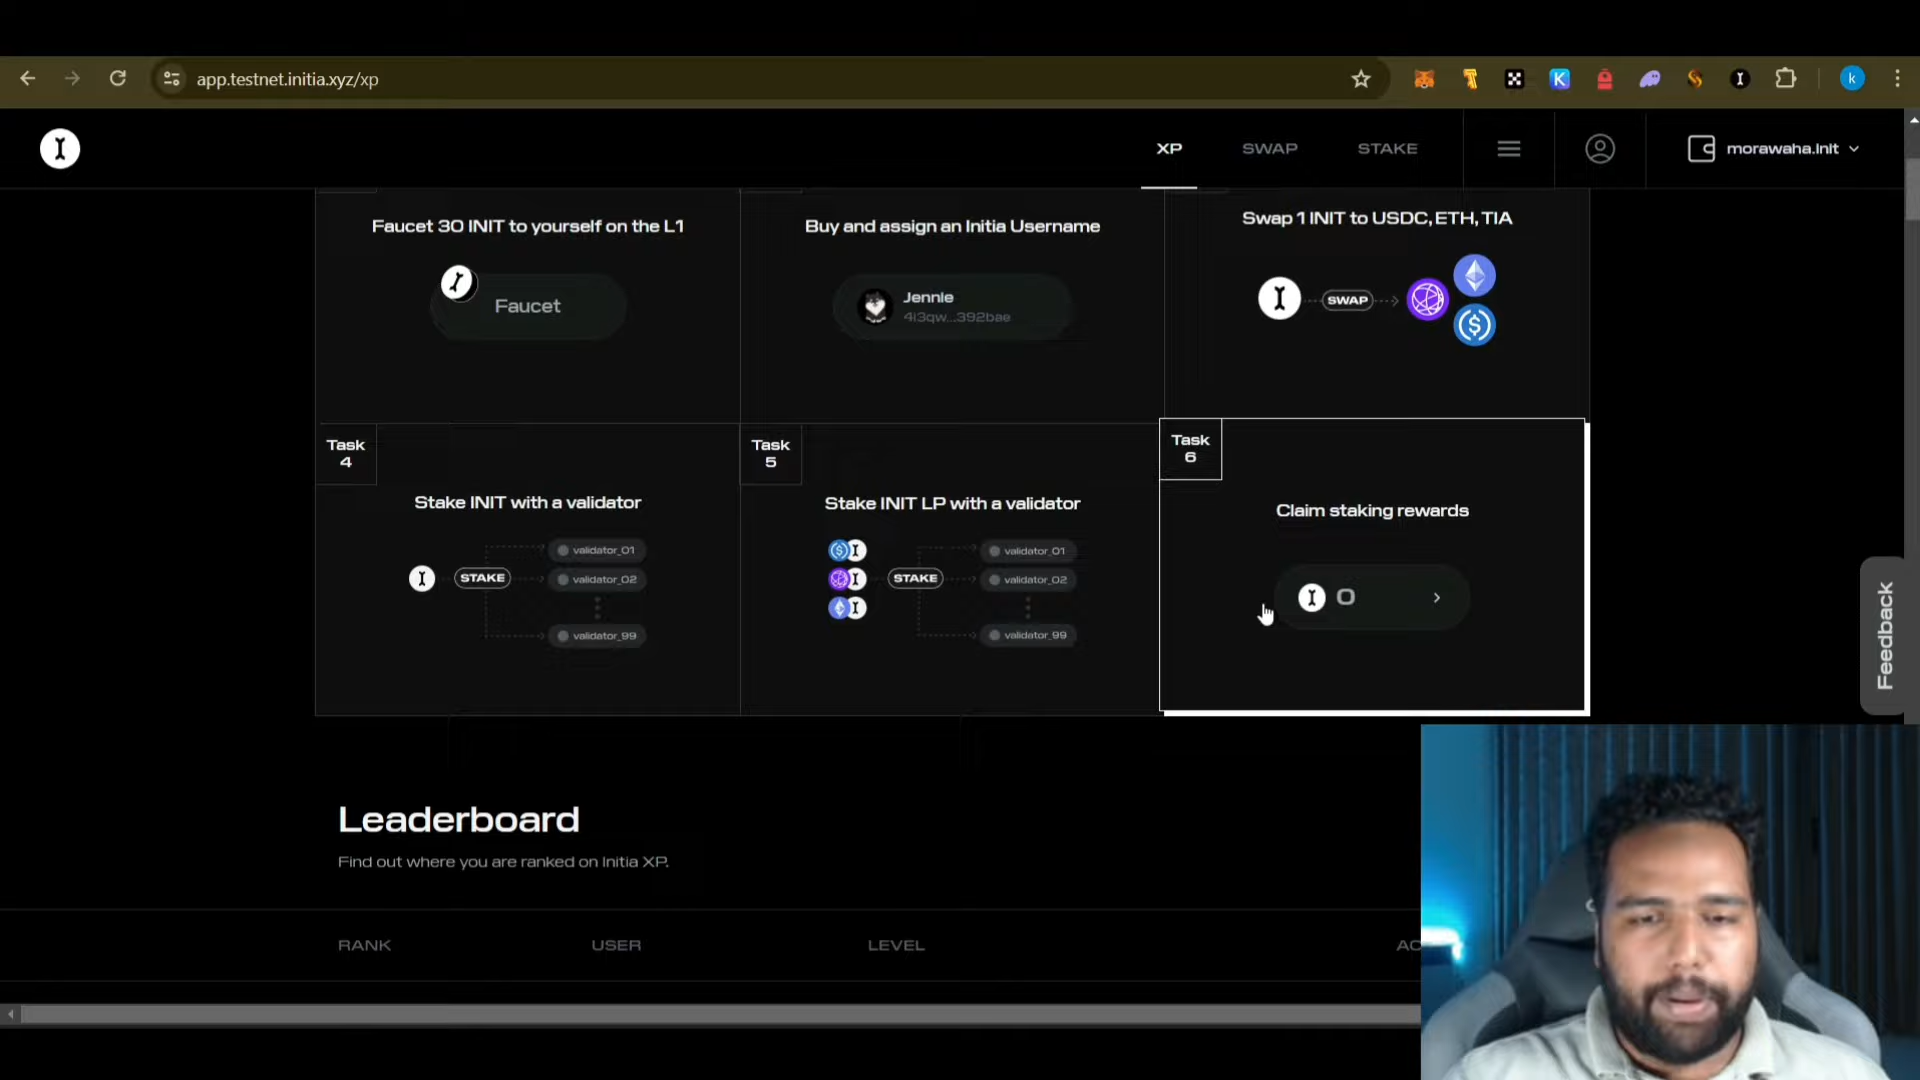 app.testnet.initia.xyz/xp
K
k
XP
SWAP
STAKE
morawaha.init
Faucet 30 INIT to yourself on the L1
Faucet
Buy and assign an Initia Username
Jennie
4i3qw...392bae
Swap 1 INIT to USDC, ETH, TIA
SWAP
Task
4
Stake INIT with a validator
STAKE
validator_01
validator_02
validator_99
Task
5
Stake INIT LP with a validator
STAKE
validator_01
validator_02
validator_99
Task
6
Claim staking rewards
0
Feedback
Leaderboard
Find out where you are ranked on Initia XP.
RANK
USER
LEVEL